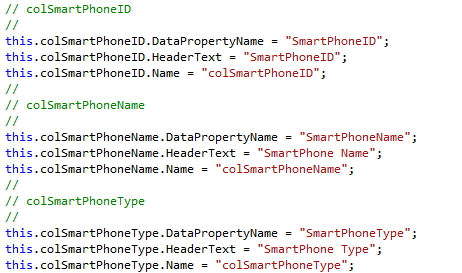 // colSmartPhoneID
//
this.colSmartPhoneID.DataPropertyName = "SmartPhoneID";
this.colSmartPhoneID.HeaderText = "SmartPhoneID";
this.colSmartPhoneID.Name = "colSmartPhoneID";
//
// colSmartPhoneName
//
this.colSmartPhoneName.DataPropertyName = "SmartPhoneName";
this.colSmartPhoneName.HeaderText = "SmartPhone Name";
this.colSmartPhoneName.Name = "colSmartPhoneName";
//
// colSmartPhoneType
//
this.colSmartPhoneType.DataPropertyName = "SmartPhoneType";
this.colSmartPhoneType.HeaderText = "SmartPhone Type";
this.colSmartPhoneType.Name = "colSmartPhoneType";